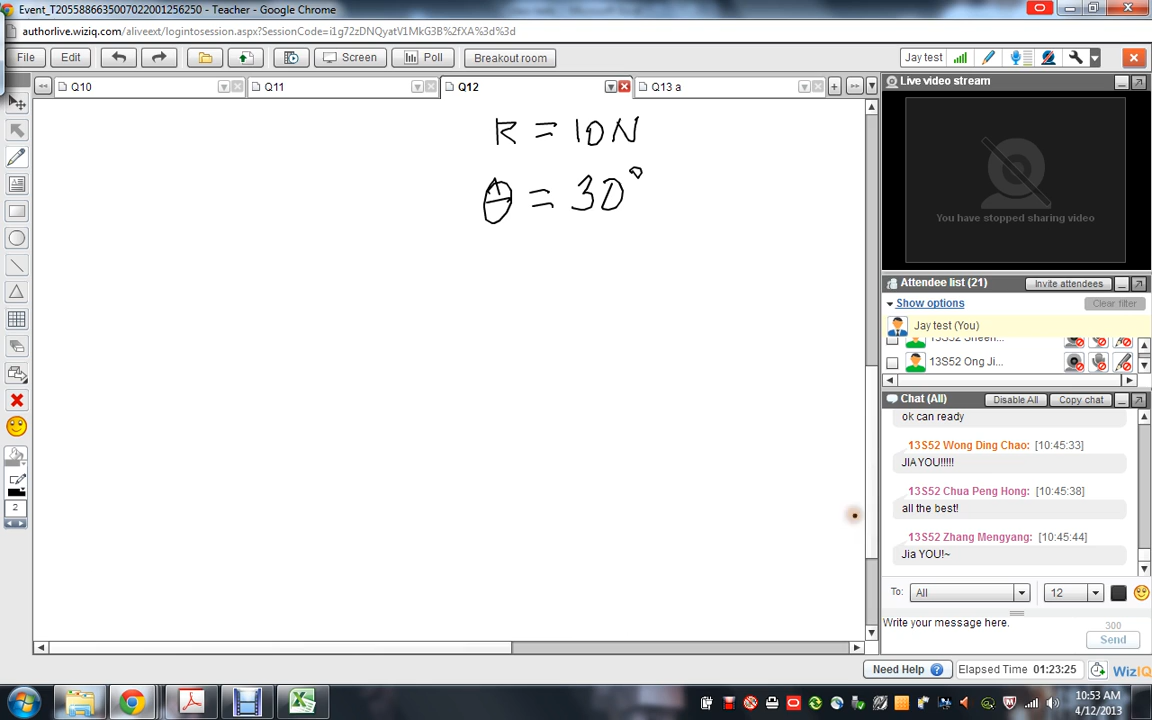 Event_T2055886635007022001256250 - Teacher - Google Chrome
authorlive.wiziq.com/aliveext/logintosession.aspx?SessionCode=i1g72zDNQyatV1MkG3B%2fXA%3d%3d
File Edit Screen Poll Breakout room Jay test
Q10 Q11 Q12 Q13 a
R = 10N
θ = 30°
Live video stream
You have stopped sharing video
Attendee list (21) Invite attendees
Show options Clear filter
Jay test (You)
13S52 Sheen...
13S52 Ong Ji...
Chat (All) Disable All Copy chat
ok can ready
13S52 Wong Ding Chao: [10:45:33]
JIA YOU!!!!!
13S52 Chua Peng Hong: [10:45:38]
all the best!
13S52 Zhang Mengyang: [10:45:44]
Jia YOU!~
To: All 12
Write your message here.
300
Send
2
Need Help ? Elapsed Time 01:23:25 WizIQ
10:53 AM
4/12/2013